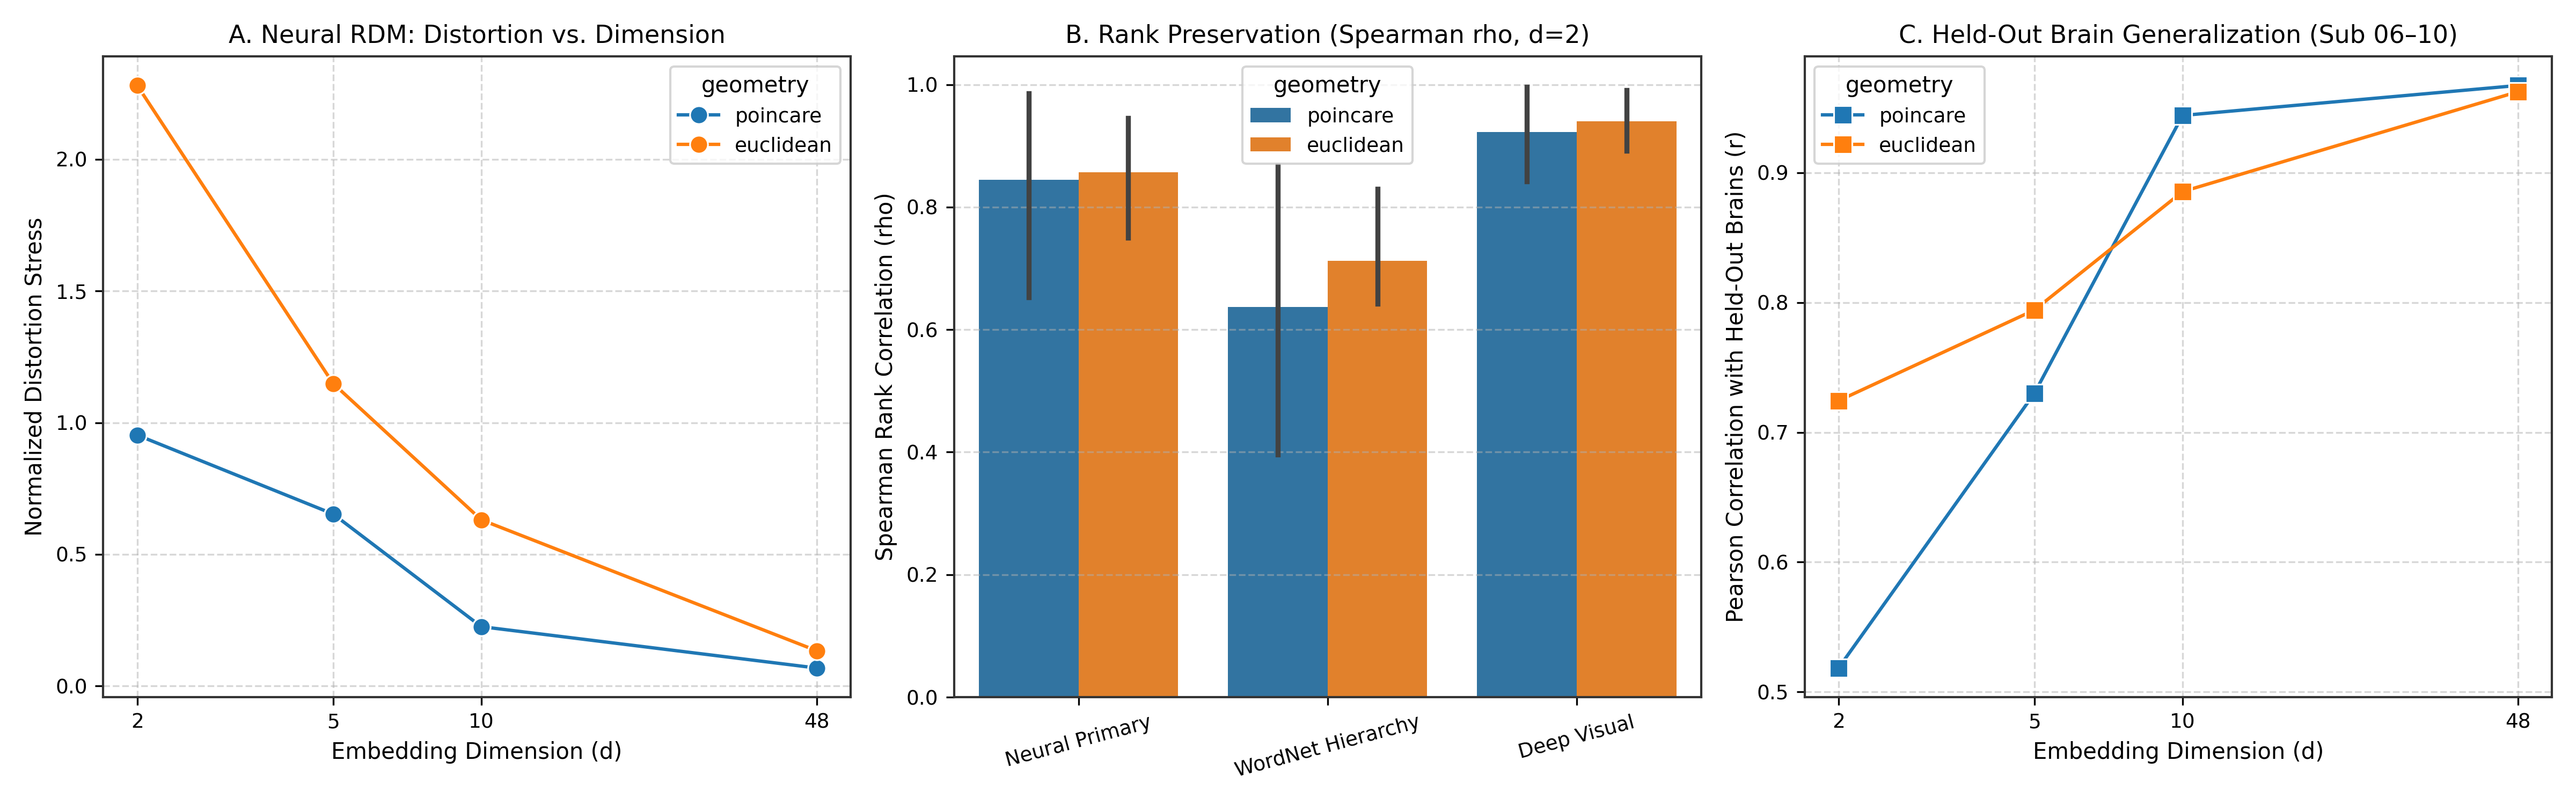 A. Neural RDM: Distortion vs. Dimension
Normalized Distortion Stress
2.0
1.5
1.0
0.5
0.0
geometry
poincare
euclidean
2
5
10
48
Embedding Dimension (d)
B. Rank Preservation (Spearman rho, d=2)
Spearman Rank Correlation (rho)
1.0
0.8
0.6
0.4
0.2
0.0
geometry
poincare
euclidean
Neural Primary
WordNet Hierarchy
Deep Visual
C. Held-Out Brain Generalization (Sub 06–10)
Pearson Correlation with Held-Out Brains (r)
0.9
0.8
0.7
0.6
0.5
geometry
poincare
euclidean
2
5
10
48
Embedding Dimension (d)